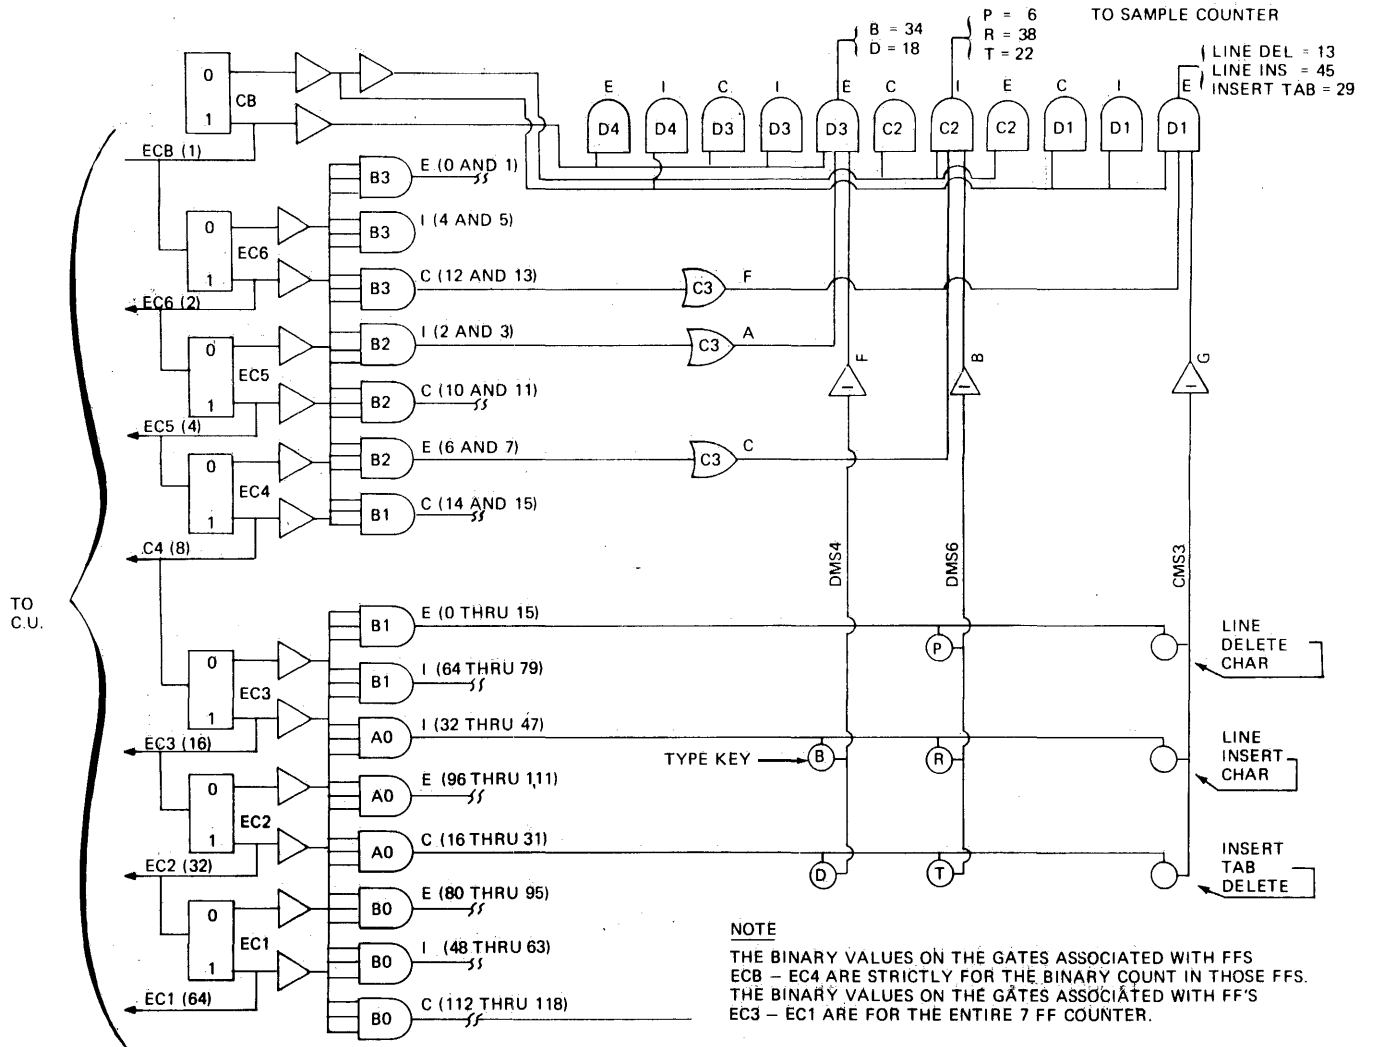 P = 6
R = 38
T = 22
TO SAMPLE COUNTER
B = 34
D = 18
LINE DEL = 13
LINE INS = 45
INSERT TAB = 29
E I C I E C I E C I E
D4 D4 D3 D3 D3 C2 C2 C2 D1 D1 D1
0
CB
1
ECB (1)
B3 E (0 AND 1)
0
EC6
1
B3 I (4 AND 5)
B3 C (12 AND 13)
C3 F
EC6 (2)
0
EC5
1
B2 I (2 AND 3)
C3 A
F B G
B2 C (10 AND 11)
EC5 (4)
0
EC4
1
B2 E (6 AND 7)
C3 C
B1 C (14 AND 15)
C4 (8)
DMS4 DMS6 CMS3
TO
C.U.
B1 E (0 THRU 15)
P
LINE
DELETE
CHAR
0
EC3
1
B1 I (64 THRU 79)
A0 I (32 THRU 47)
EC3 (16)
TYPE KEY B R
LINE
INSERT
CHAR
0
EC2
1
A0 E (96 THRU 111)
A0 C (16 THRU 31)
EC2 (32)
D T
INSERT
TAB
DELETE
0
EC1
1
B0 E (80 THRU 95)
B0 I (48 THRU 63)
EC1 (64)
B0 C (112 THRU 118)
NOTE
THE BINARY VALUES ON THE GATES ASSOCIATED WITH FFS
ECB – EC4 ARE STRICTLY FOR THE BINARY COUNT IN THOSE FFS.
THE BINARY VALUES ON THE GATES ASSOCIATED WITH FF'S
EC3 – EC1 ARE FOR THE ENTIRE 7 FF COUNTER.